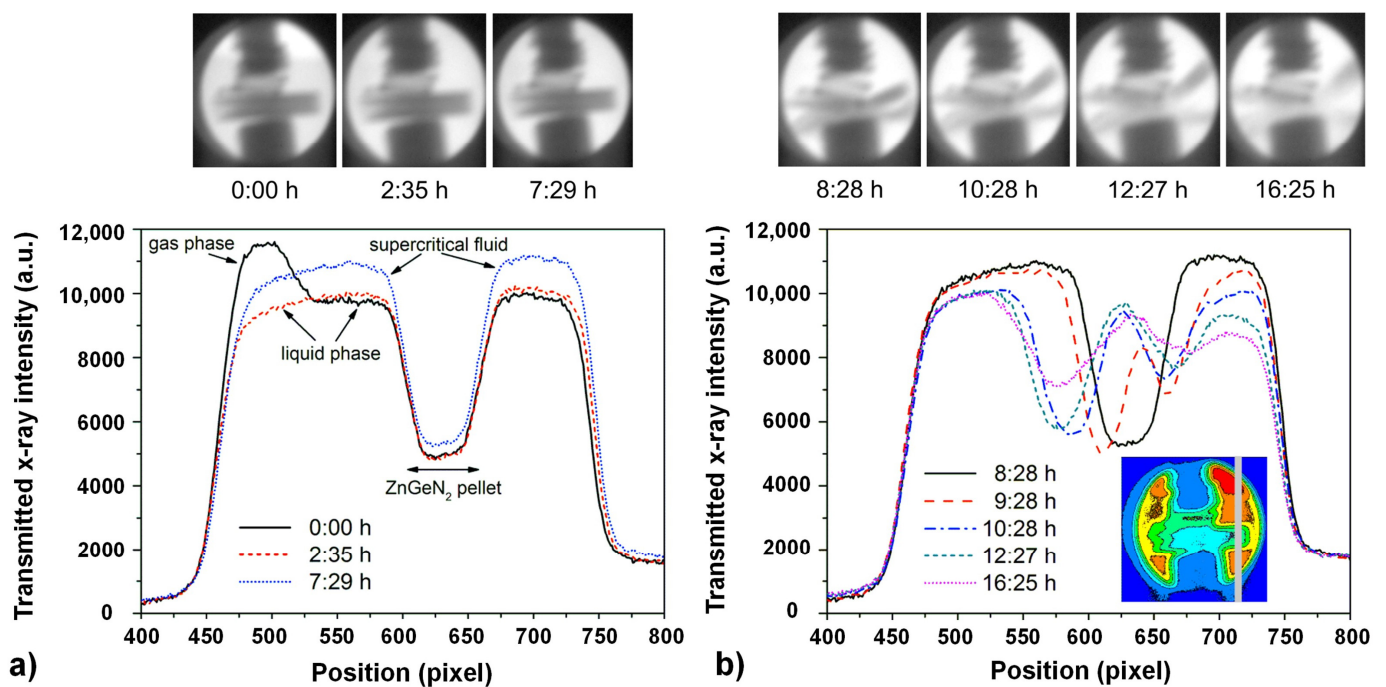 0:00 h
2:35 h
7:29 h
8:28 h
10:28 h
12:27 h
16:25 h
Transmitted x-ray intensity (a.u.)
12,000
10,000
8000
6000
4000
2000
0
gas phase
supercritical fluid
liquid phase
ZnGeN2 pellet
0:00 h
2:35 h
7:29 h
400 450 500 550 600 650 700 750 800
Position (pixel)
a)
Transmitted x-ray intensity (a.u.)
12,000
10,000
8000
6000
4000
2000
0
8:28 h
9:28 h
10:28 h
12:27 h
16:25 h
400 450 500 550 600 650 700 750 800
Position (pixel)
b)